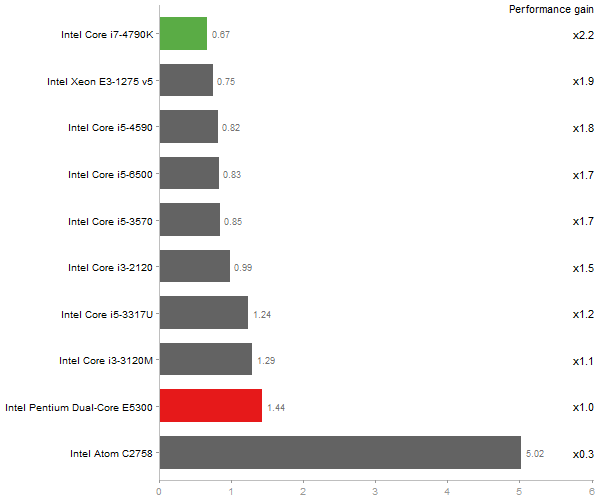 Performance gain
Intel Core i7-4790K 0.67 x2.2
Intel Xeon E3-1275 v5 0.75 x1.9
Intel Core i5-4590 0.82 x1.8
Intel Core i5-6500 0.83 x1.7
Intel Core i5-3570 0.85 x1.7
Intel Core i3-2120 0.99 x1.5
Intel Core i5-3317U 1.24 x1.2
Intel Core i3-3120M 1.29 x1.1
Intel Pentium Dual-Core E5300 1.44 x1.0
Intel Atom C2758 5.02 x0.3
0 1 2 3 4 5 6